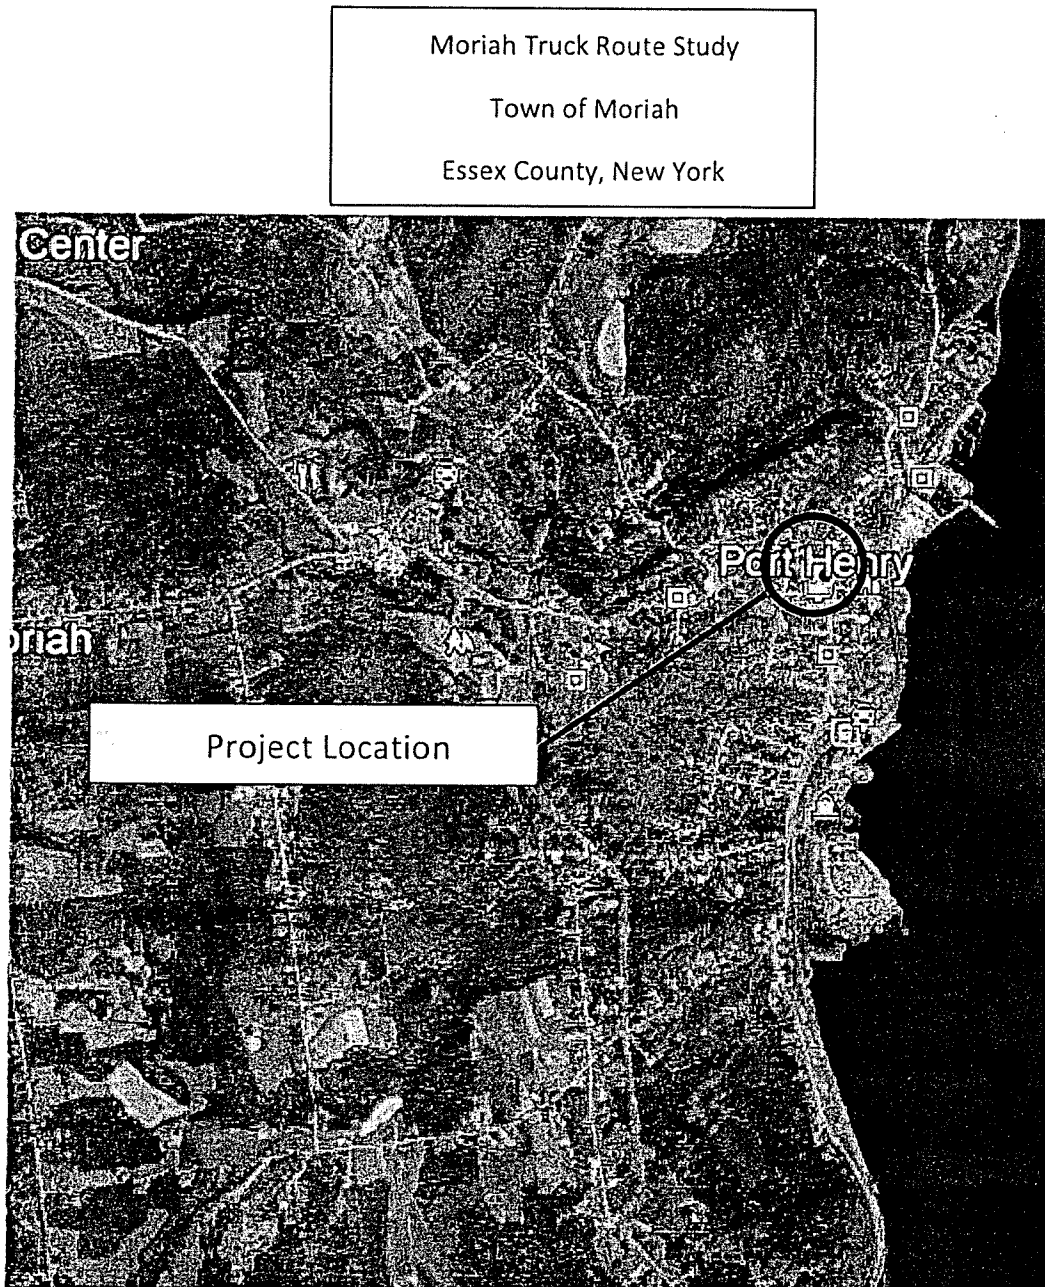 Moriah Truck Route Study
Town of Moriah
Essex County, New York
Center
Port Henry
oriah
Project Location